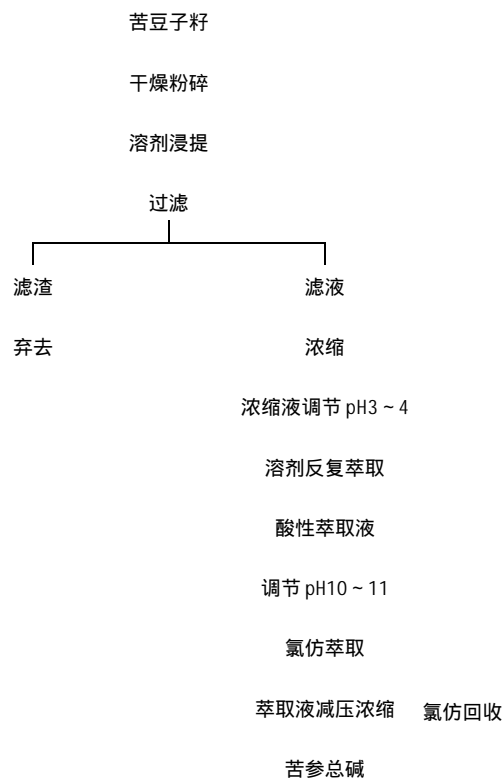 苦豆子籽
干燥粉碎
溶剂浸提
过滤
滤渣 滤液
弃去 浓缩
浓缩液调节 pH3 ~ 4
溶剂反复萃取
酸性萃取液
调节 pH10 ~ 11
氯仿萃取
萃取液减压浓缩 氯仿回收
苦参总碱